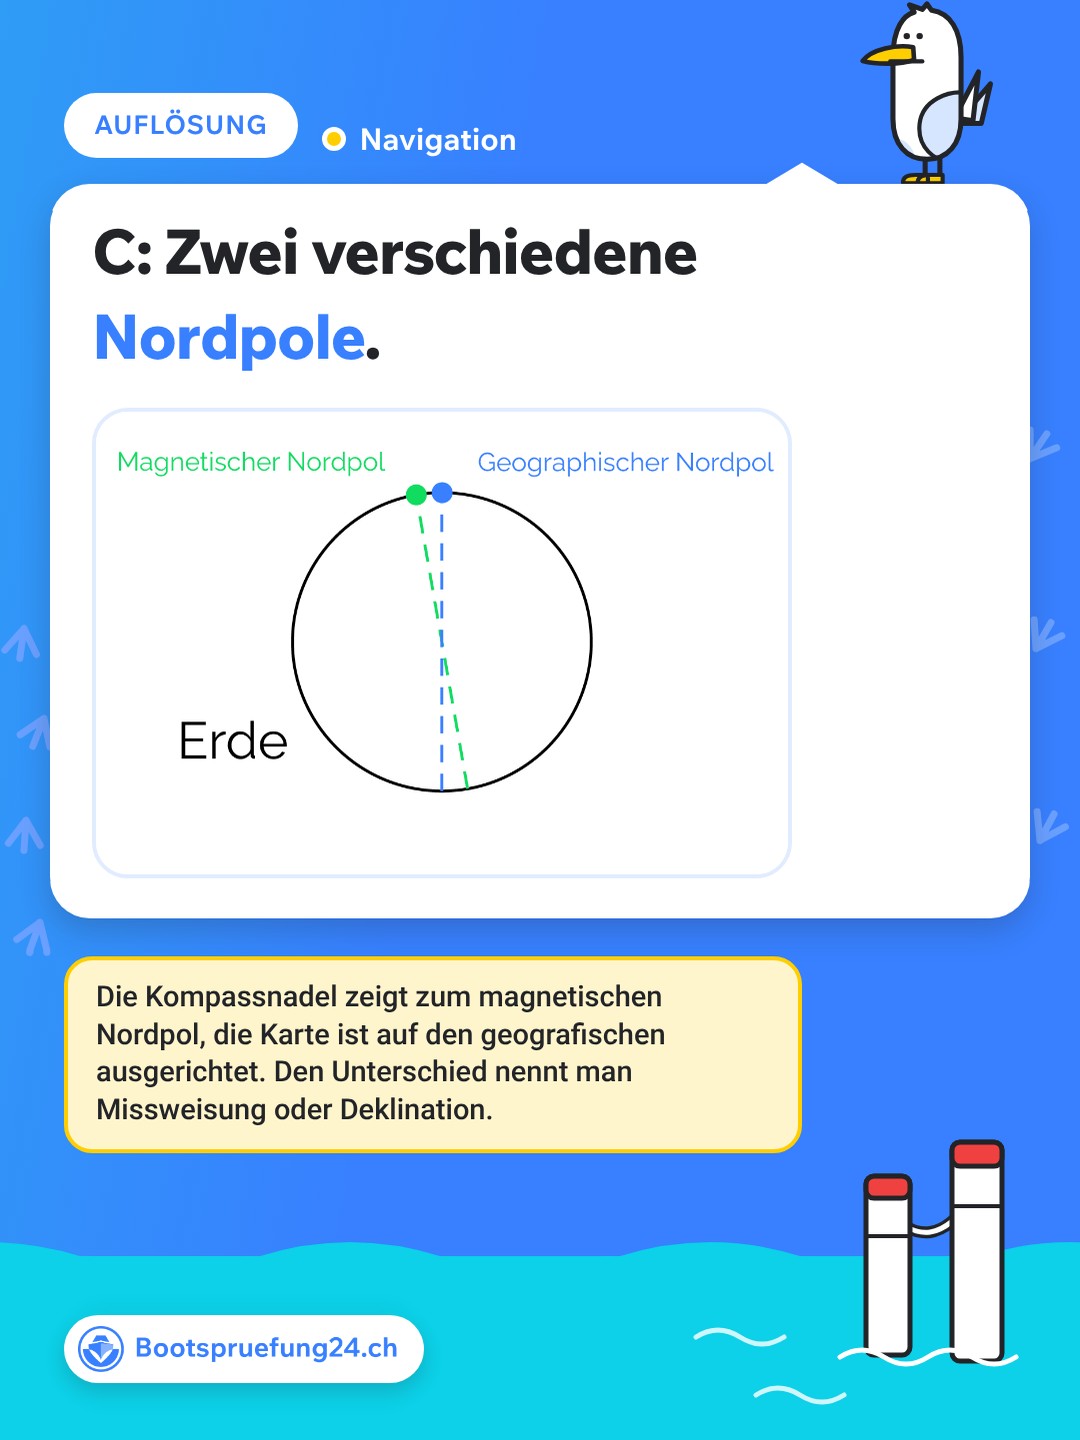 AUFLÖSUNG
Navigation
C: Zwei verschiedene
Nordpole.
Magnetischer Nordpol
Geographischer Nordpol
Erde
Die Kompassnadel zeigt zum magnetischen
Nordpol, die Karte ist auf den geografischen
ausgerichtet. Den Unterschied nennt man
Missweisung oder Deklination.
Bootspruefung24.ch